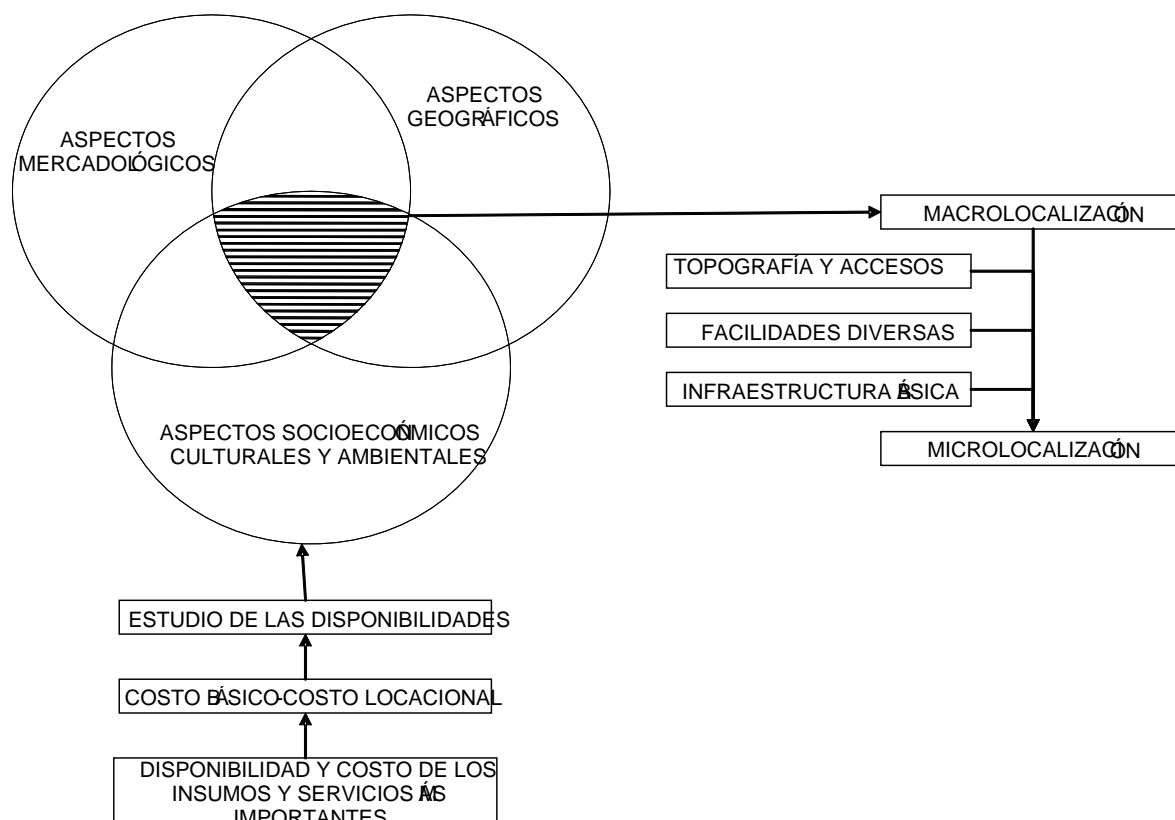 ASPECTOS
GEOGRÁFICOS
ASPECTOS
MERCADOLÓGICOS
MACROLOCALIZACIÓN
TOPOGRAFÍA Y ACCESOS
FACILIDADES DIVERSAS
INFRAESTRUCTURA BÁSICA
MICROLOCALIZACIÓN
ASPECTOS SOCIOECONÓMICOS
CULTURALES Y AMBIENTALES
ESTUDIO DE LAS DISPONIBILIDADES
COSTO BÁSICO-COSTO LOCACIONAL
DISPONIBILIDAD Y COSTO DE LOS
INSUMOS Y SERVICIOS MÁS
IMPORTANTES